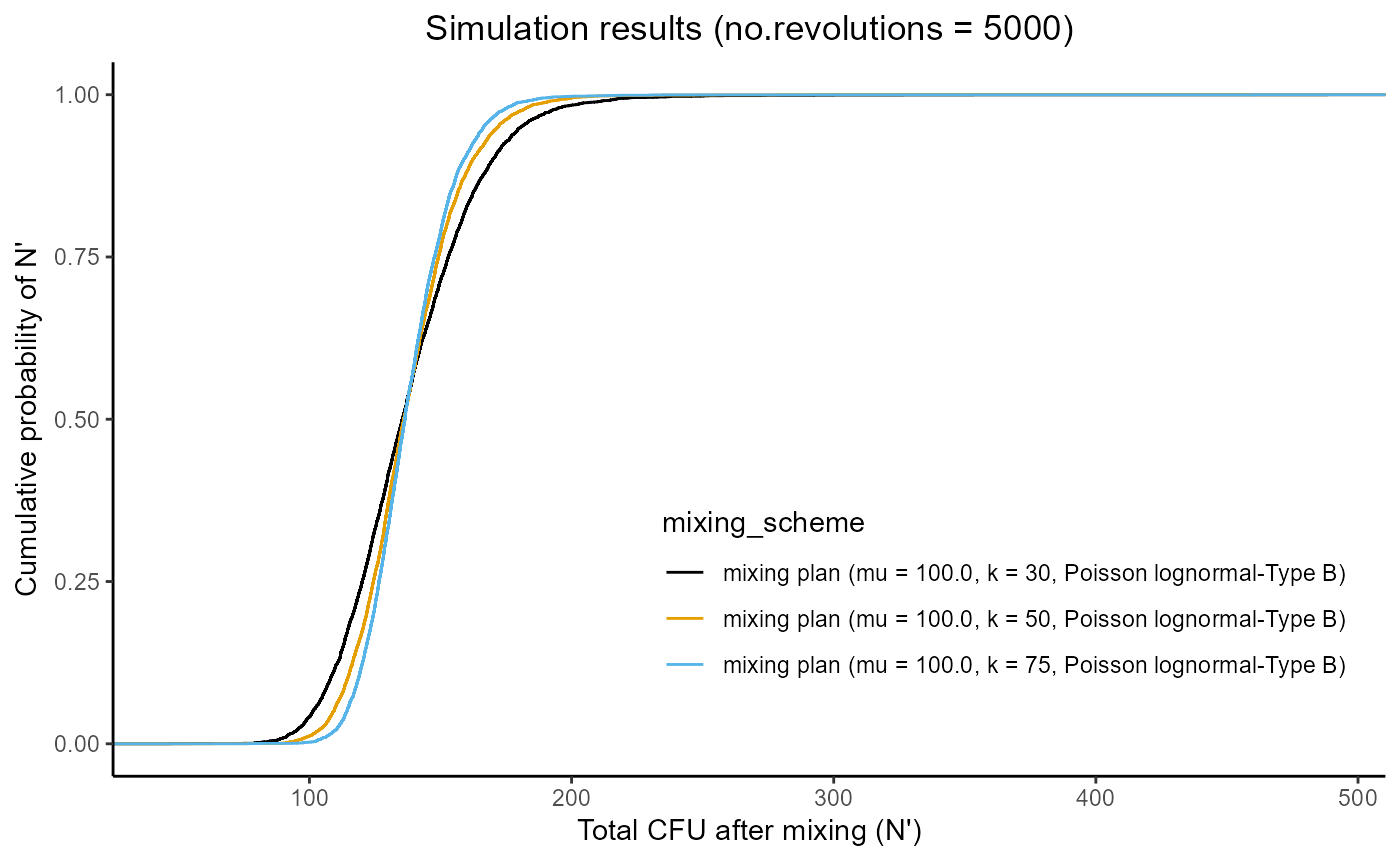 Simulation results (no.revolutions = 5000)
Cumulative probability of N'
1.00
0.75
0.50
0.25
0.00
mixing_scheme
mixing plan (mu = 100.0, k = 30, Poisson lognormal-Type B)
mixing plan (mu = 100.0, k = 50, Poisson lognormal-Type B)
mixing plan (mu = 100.0, k = 75, Poisson lognormal-Type B)
100 200 300 400 500
Total CFU after mixing (N')